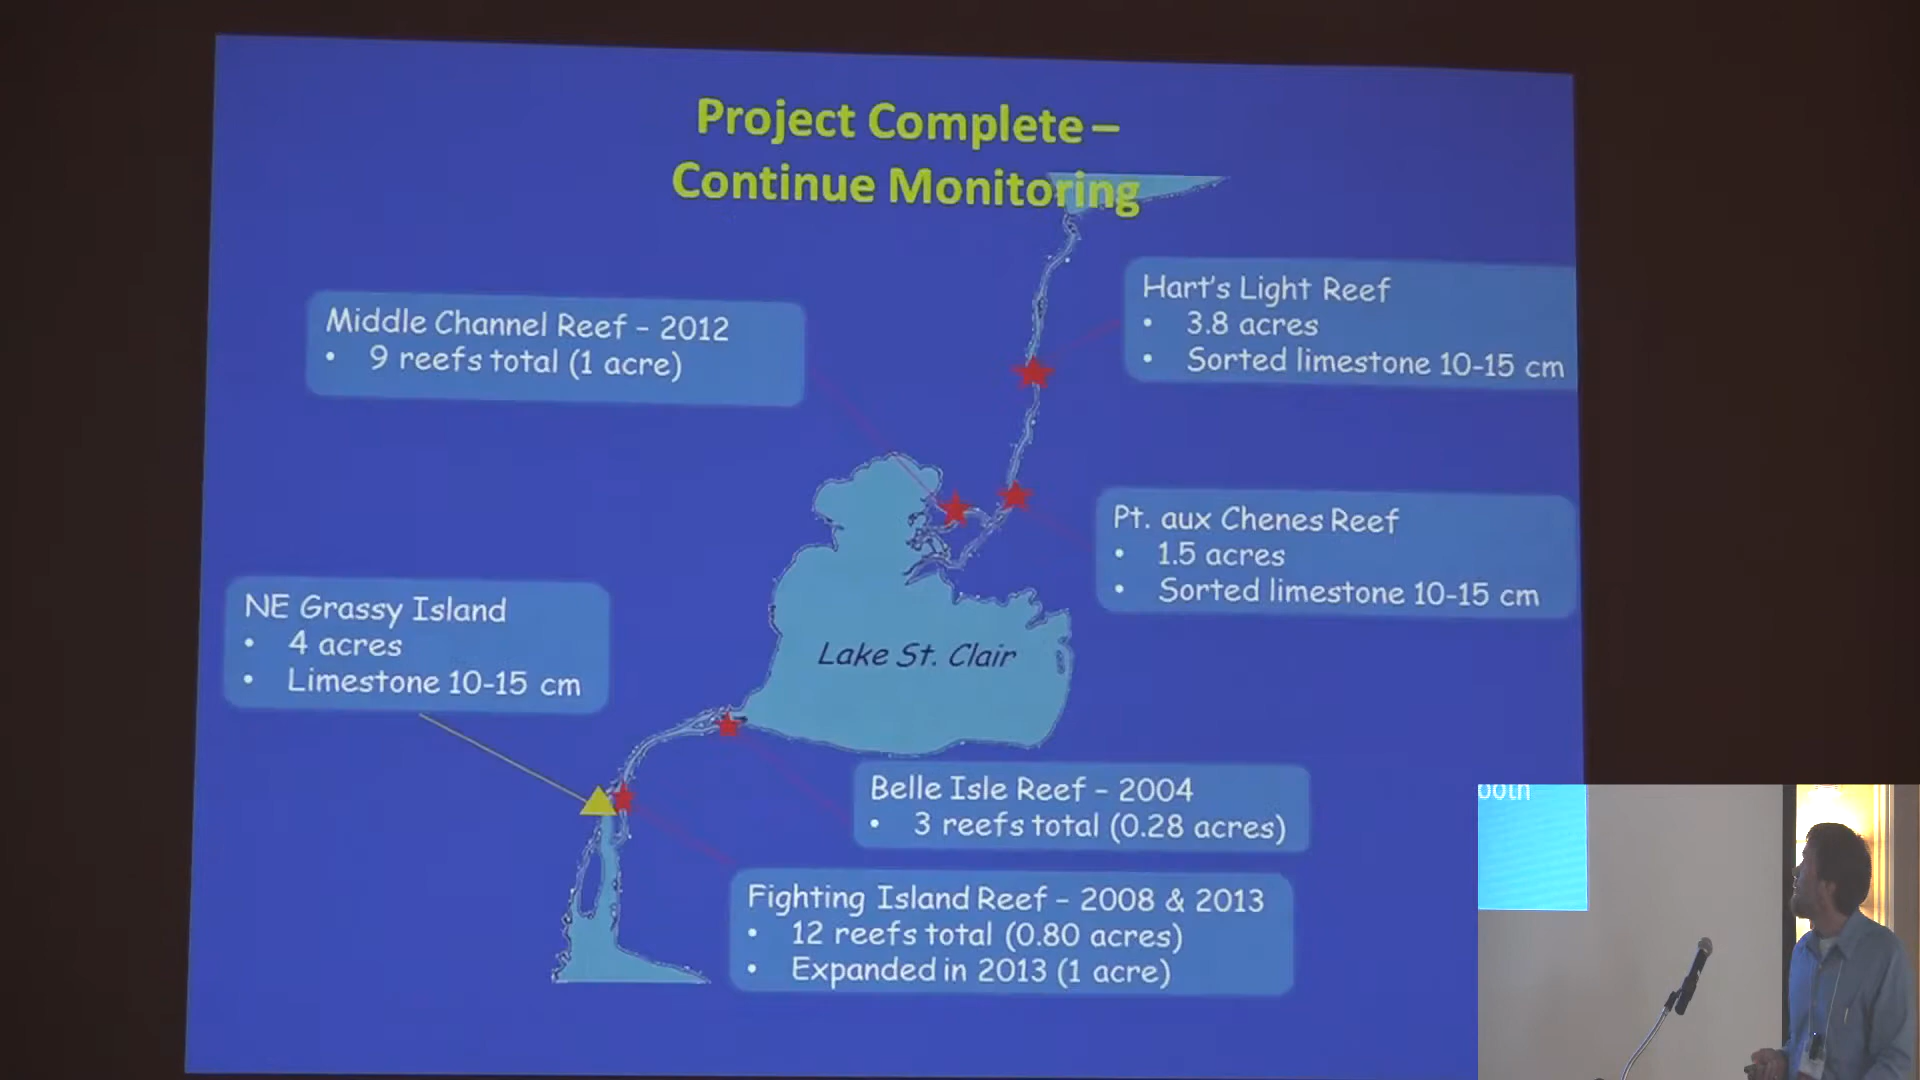 Project Complete –
Continue Monitoring
Hart's Light Reef
• 3.8 acres
• Sorted limestone 10-15 cm
Middle Channel Reef – 2012
• 9 reefs total (1 acre)
Pt. aux Chenes Reef
• 1.5 acres
• Sorted limestone 10-15 cm
NE Grassy Island
• 4 acres
• Limestone 10-15 cm
Lake St. Clair
Belle Isle Reef – 2004
• 3 reefs total (0.28 acres)
Fighting Island Reef – 2008 & 2013
• 12 reefs total (0.80 acres)
• Expanded in 2013 (1 acre)